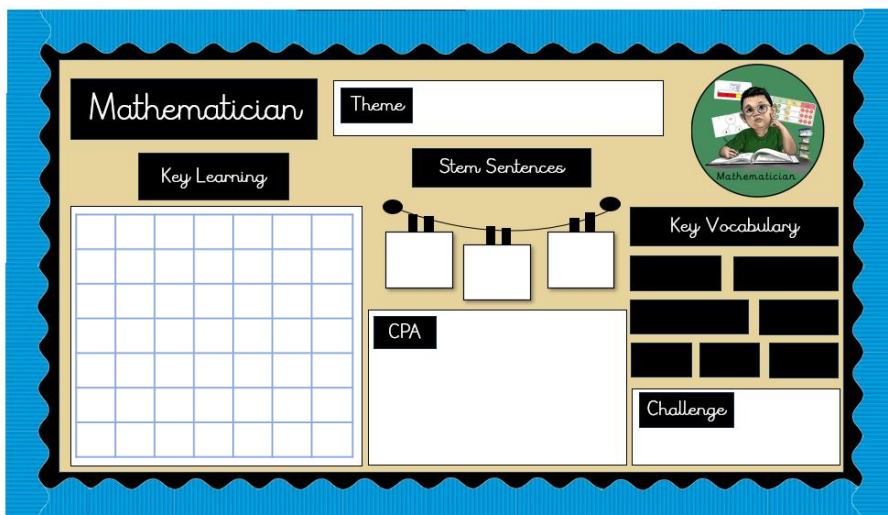 Mathematician
Theme
Mathematician
Key Learning
Stem Sentences
Key Vocabulary
CPA
Challenge